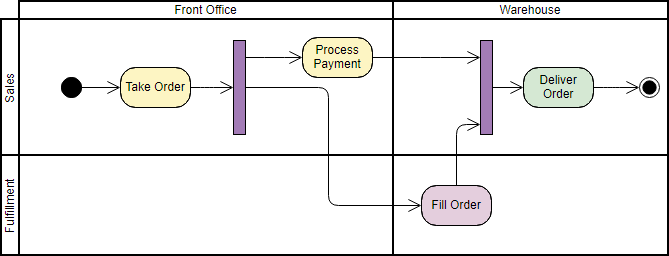 Front Office
Warehouse
Sales
Take Order
Process
Payment
Deliver
Order
Fulfillment
Fill Order